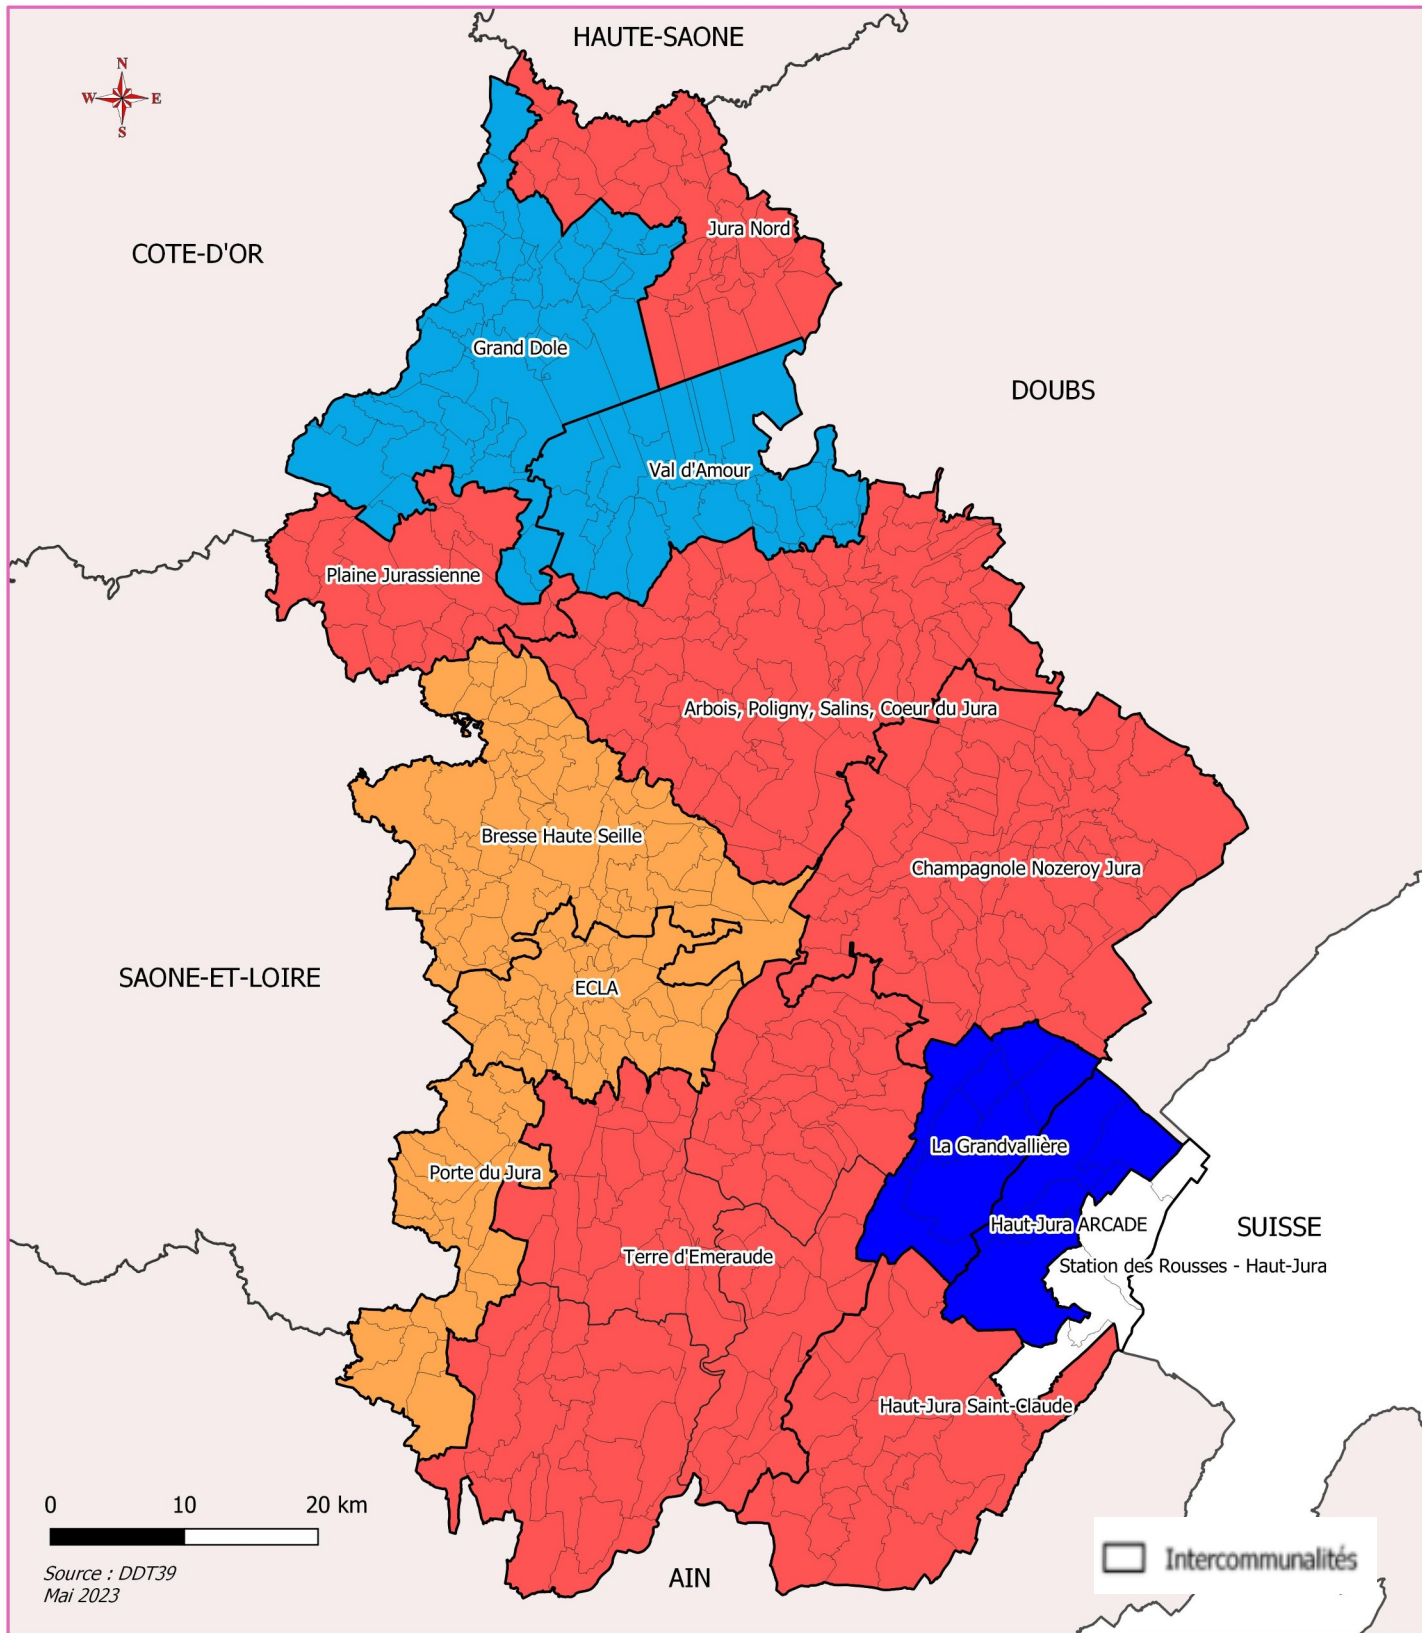 HAUTE-SAONE
N
W E
S
Jura Nord
COTE-D'OR
Grand Dole
DOUBS
Val d'Amour
Plaine Jurassienne
Arbois, Poligny, Salins, Coeur du Jura
Bresse Haute Seille
Champagnole Nozeroy Jura
SAONE-ET-LOIRE
ECLA
La Grandvallière
Porte du Jura
Haut-Jura ARCADE
SUISSE
Terre d'Emeraude
Station des Rousses - Haut-Jura
Haut-Jura Saint-Claude
0 10 20 km
Intercommunalités
Source : DDT39
Mai 2023
AIN